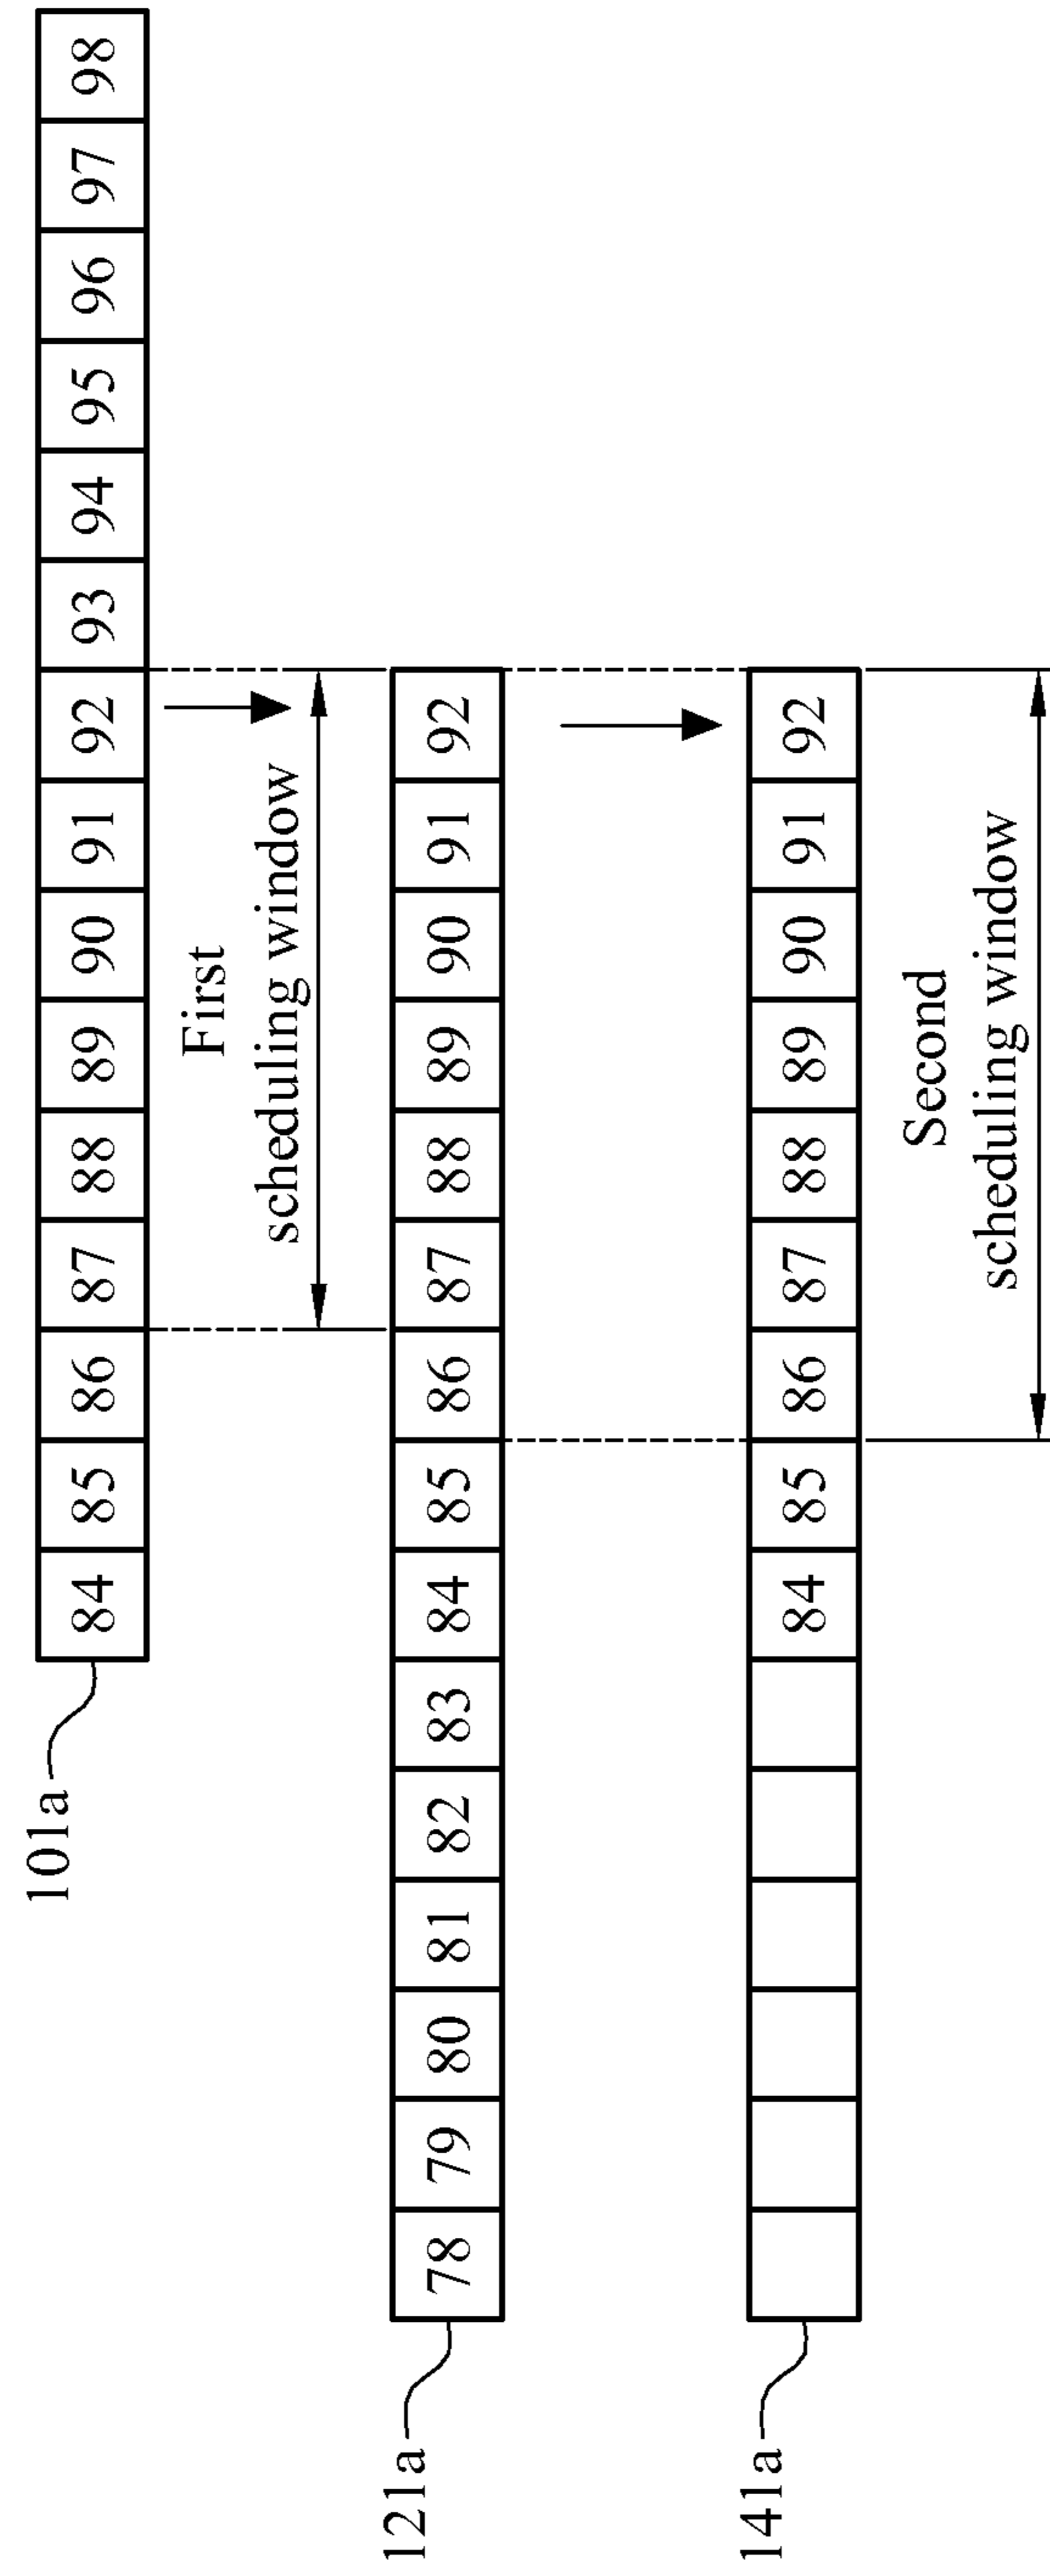 101a
84 85 86 87 88 89 90 91 92 93 94 95 96 97 98
First
scheduling window
121a
78 79 80 81 82 83 84 85 86 87 88 89 90 91 92
141a
84 85 86 87 88 89 90 91 92
Second
scheduling window